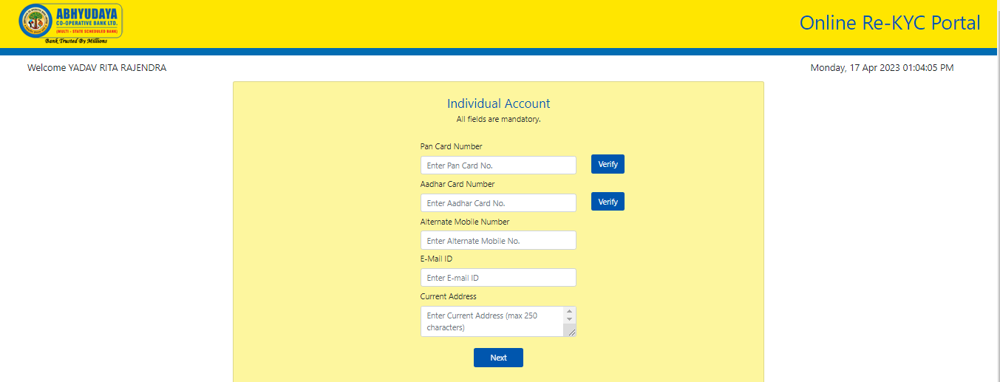 ABHYUDAYA
CO-OPERATIVE BANK LTD.
(MULTI - STATE SCHEDULED BANK)
Bank Trusted By Millions
Online Re-KYC Portal
Welcome YADAV RITA RAJENDRA
Monday, 17 Apr 2023 01:04:05 PM
Individual Account
All fields are mandatory.
Pan Card Number
Enter Pan Card No.
Verify
Aadhar Card Number
Enter Aadhar Card No.
Verify
Alternate Mobile Number
Enter Alternate Mobile No.
E-Mail ID
Enter E-mail ID
Current Address
Enter Current Address (max 250
characters)
Next